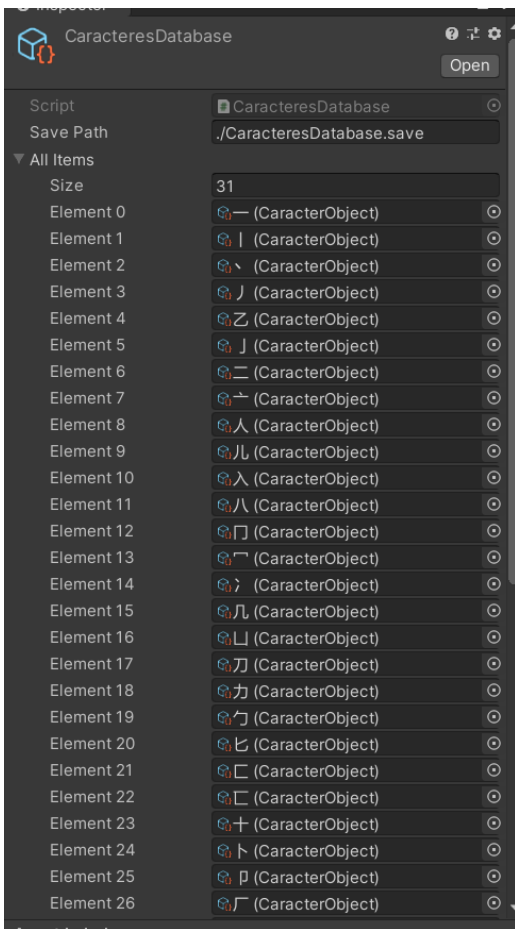 Inspector
CaracteresDatabase
Open
Script CaracteresDatabase
Save Path ./CaracteresDatabase.save
All Items
Size 31
Element 0 一 (CaracterObject)
Element 1 丨 (CaracterObject)
Element 2 丶 (CaracterObject)
Element 3 丿 (CaracterObject)
Element 4 乙 (CaracterObject)
Element 5 亅 (CaracterObject)
Element 6 二 (CaracterObject)
Element 7 亠 (CaracterObject)
Element 8 人 (CaracterObject)
Element 9 儿 (CaracterObject)
Element 10 入 (CaracterObject)
Element 11 八 (CaracterObject)
Element 12 冂 (CaracterObject)
Element 13 冖 (CaracterObject)
Element 14 冫 (CaracterObject)
Element 15 几 (CaracterObject)
Element 16 凵 (CaracterObject)
Element 17 刀 (CaracterObject)
Element 18 力 (CaracterObject)
Element 19 勹 (CaracterObject)
Element 20 匕 (CaracterObject)
Element 21 匚 (CaracterObject)
Element 22 匸 (CaracterObject)
Element 23 十 (CaracterObject)
Element 24 卜 (CaracterObject)
Element 25 卩 (CaracterObject)
Element 26 厂 (CaracterObject)